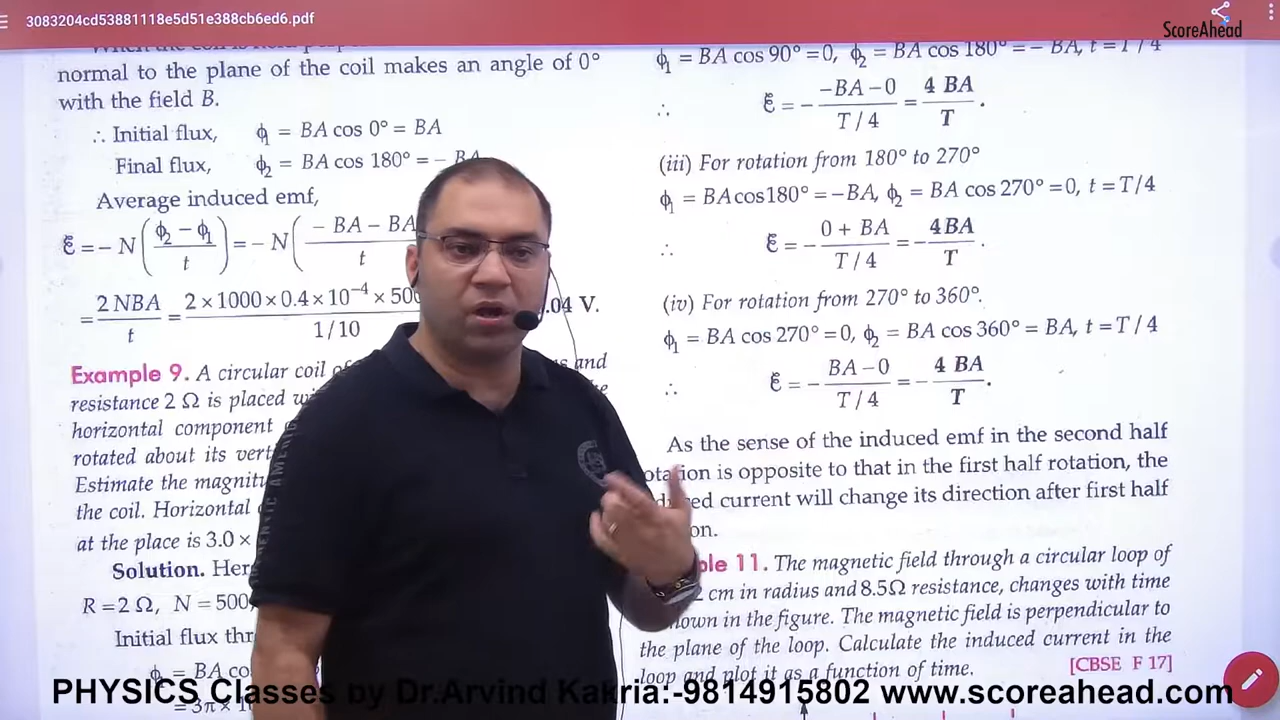 3083204cd53881118e5d51e388cb6ed6.pdf
ScoreAhead
normal to the plane of the coil makes an angle of 0°
with the field B.
∴ Initial flux, ϕ₁ = BA cos 0° = BA
Final flux, ϕ₂ = BA cos 180° = – BA
Average induced emf,
ℰ = – N (ϕ₂ – ϕ₁ / t) = – N ( – BA – BA / t
= 2 NBA / t = 2 × 1000 × 0.4 × 10⁻⁴ × 50 / 1/10 .04 V.
Example 9. A circular coil of and
resistance 2 Ω is placed
horizontal component
rotated about its
Estimate the
the coil. Horizontal
at the place is 3.0 ×
Solution.
R = 2 Ω, N = 500
Initial flux
ϕ₁ = BA
= 3π ×
ϕ₁ = BA cos 90° = 0, ϕ₂ = BA cos 180° = – BA, t = T / 4
∴ ℰ = – –BA – 0 / T / 4 = 4 BA / T .
(iii) For rotation from 180° to 270°
ϕ₁ = BA cos 180° = –BA, ϕ₂ = BA cos 270° = 0, t = T/4
∴ ℰ = – 0 + BA / T / 4 = – 4BA / T .
(iv) For rotation from 270° to 360°.
ϕ₁ = BA cos 270° = 0, ϕ₂ = BA cos 360° = BA, t = T / 4
∴ ℰ = – BA – 0 / T / 4 = – 4 BA / T .
As the sense of the induced emf in the second half
rotation is opposite to that in the first half rotation, the
current will change its direction after first half
11. The magnetic field through a circular loop of
cm in radius and 8.5Ω resistance, changes with time
in the figure. The magnetic field is perpendicular to
the plane of the loop. Calculate the induced current in the
loop and plot it as a function of time. [CBSE F 17]
PHYSICS Classes by Dr.Arvind Kakria:-9814915802 www.scoreahead.com